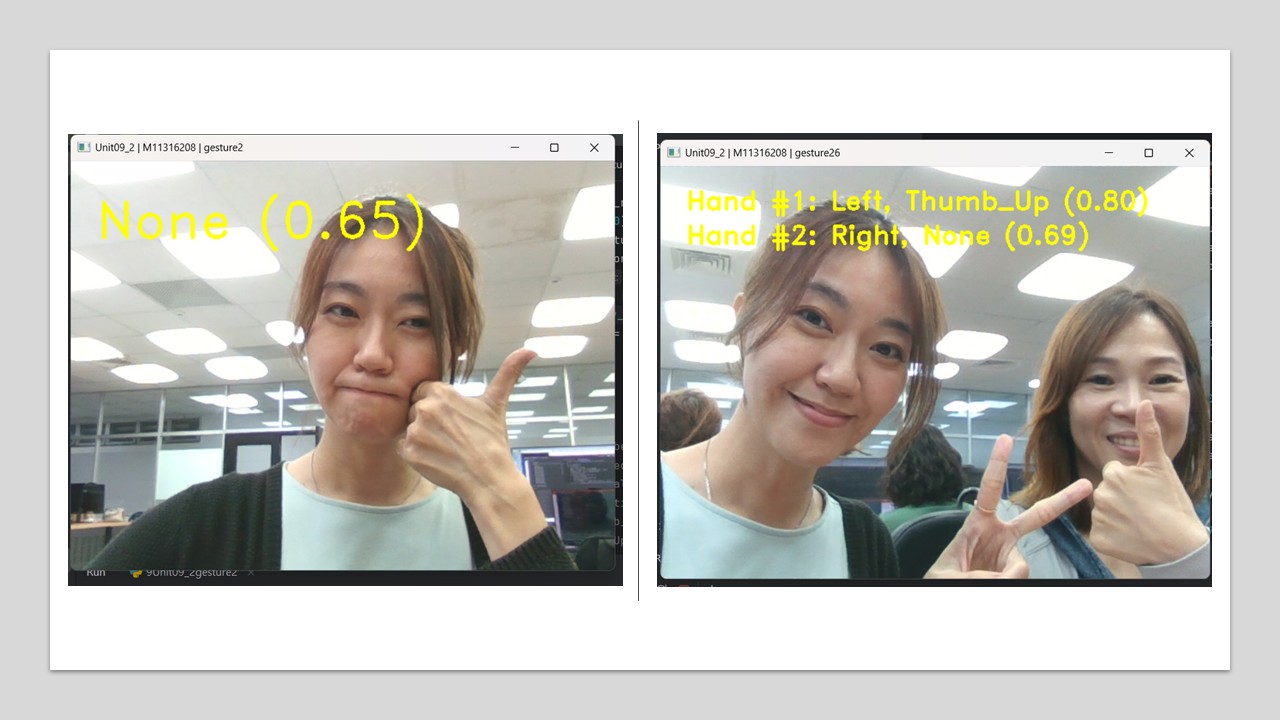 Unit09_2 | M11316208 | gesture2
None (0.65)
Run 9Unit09_2gesture2
Unit09_2 | M11316208 | gesture26
Hand #1: Left, Thumb_Up (0.80)
Hand #2: Right, None (0.69)